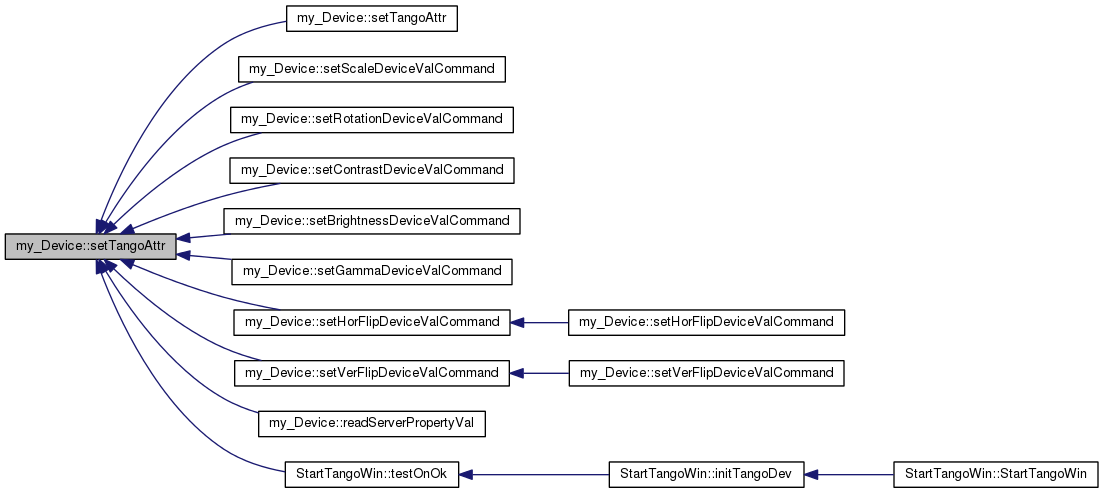 my_Device::setTangoAttr
my_Device::setScaleDeviceValCommand
my_Device::setRotationDeviceValCommand
my_Device::setContrastDeviceValCommand
my_Device::setBrightnessDeviceValCommand
my_Device::setTangoAttr
my_Device::setGammaDeviceValCommand
my_Device::setHorFlipDeviceValCommand
my_Device::setHorFlipDeviceValCommand
my_Device::setVerFlipDeviceValCommand
my_Device::setVerFlipDeviceValCommand
my_Device::readServerPropertyVal
StartTangoWin::testOnOk
StartTangoWin::initTangoDev
StartTangoWin::StartTangoWin